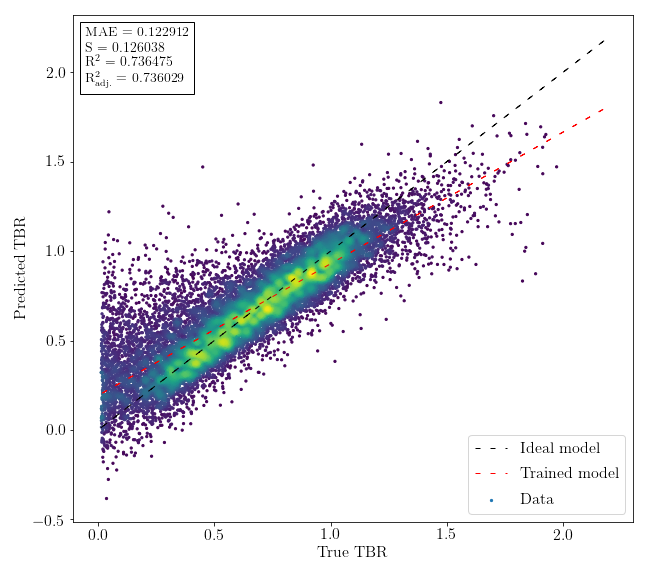 MAE = 0.122912
S = 0.126038
R² = 0.736475
R²adj. = 0.736029
2.0
1.5
1.0
0.5
0.0
−0.5
Predicted TBR
Ideal model
Trained model
Data
0.0 0.5 1.0 1.5 2.0
True TBR